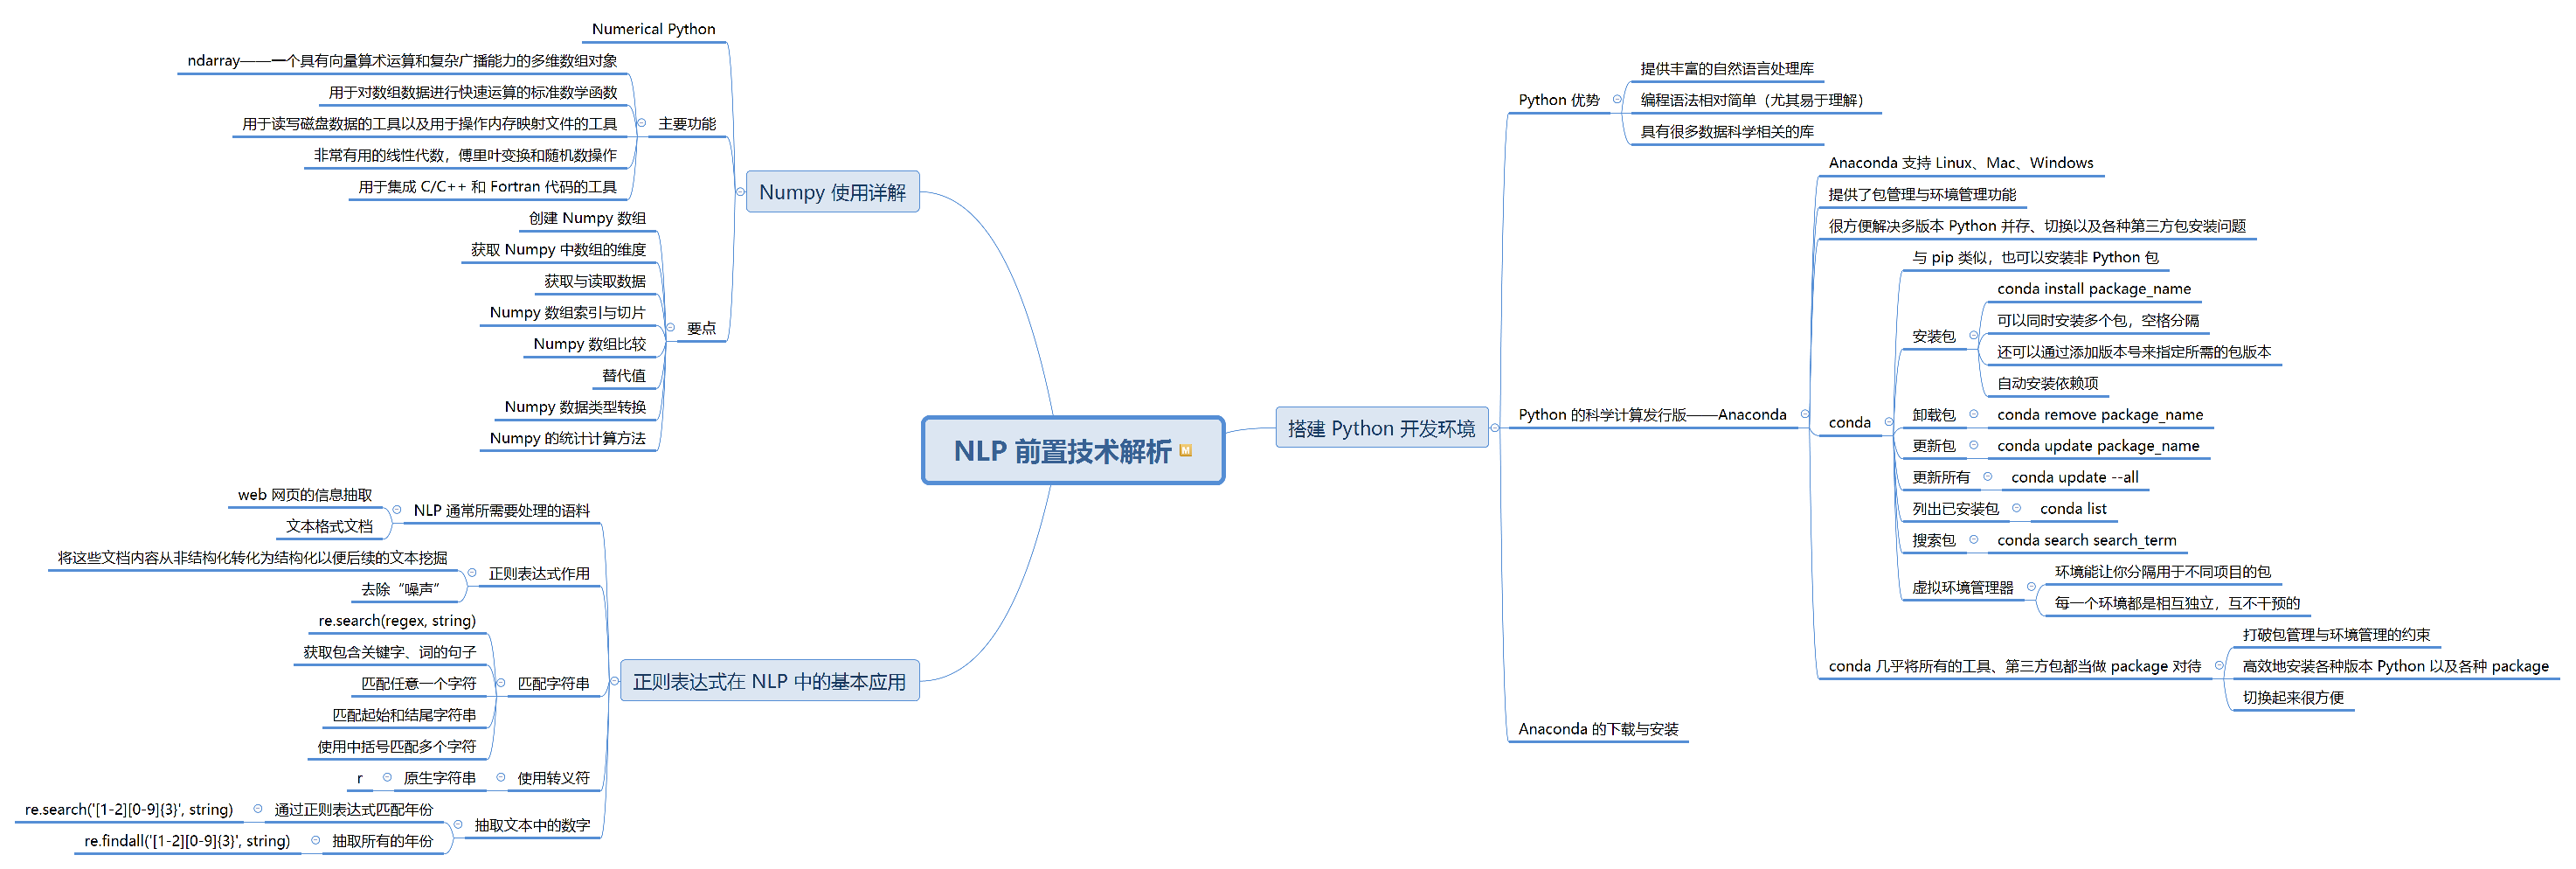 NLP 前置技术解析
搭建 Python 开发环境
Python 优势
提供丰富的自然语言处理库
编程语法相对简单（尤其易于理解）
具有很多数据科学相关的库
Python 的科学计算发行版——Anaconda
Anaconda 支持 Linux、Mac、Windows
提供了包管理与环境管理功能
很方便解决多版本 Python 并存、切换以及各种第三方包安装问题
conda
与 pip 类似，也可以安装非 Python 包
安装包
conda install package_name
可以同时安装多个包，空格分隔
还可以通过添加版本号来指定所需的包版本
自动安装依赖项
卸载包
conda remove package_name
更新包
conda update package_name
更新所有
conda update --all
列出已安装包
conda list
搜索包
conda search search_term
虚拟环境管理器
环境能让你分隔用于不同项目的包
每一个环境都是相互独立，互不干预的
conda 几乎将所有的工具、第三方包都当做 package 对待
打破包管理与环境管理的约束
高效地安装各种版本 Python 以及各种 package
切换起来很方便
Anaconda 的下载与安装
Numpy 使用详解
Numerical Python
主要功能
ndarray——一个具有向量算术运算和复杂广播能力的多维数组对象
用于对数组数据进行快速运算的标准数学函数
用于读写磁盘数据的工具以及用于操作内存映射文件的工具
非常有用的线性代数，傅里叶变换和随机数操作
用于集成 C/C++ 和 Fortran 代码的工具
要点
创建 Numpy 数组
获取 Numpy 中数组的维度
获取与读取数据
Numpy 数组索引与切片
Numpy 数组比较
替代值
Numpy 数据类型转换
Numpy 的统计计算方法
正则表达式在 NLP 中的基本应用
NLP 通常所需要处理的语料
web 网页的信息抽取
文本格式文档
正则表达式作用
将这些文档内容从非结构化转化为结构化以便后续的文本挖掘
去除“噪声”
匹配字符串
re.search(regex, string)
获取包含关键字、词的句子
匹配任意一个字符
匹配起始和结尾字符串
使用中括号匹配多个字符
使用转义符
原生字符串
r
抽取文本中的数字
通过正则表达式匹配年份
re.search('[1-2][0-9]{3}', string)
抽取所有的年份
re.findall('[1-2][0-9]{3}', string)